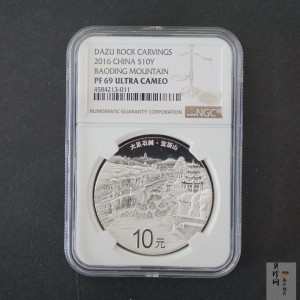 DAZU ROCK CARVINGS
2016 CHINA S10Y
BAODING MOUNTAIN
PF 69 ULTRA CAMEO
4584213-011
NGC
NUMISMATIC GUARANTY CORPORATION
大足石刻·宝顶山
10元